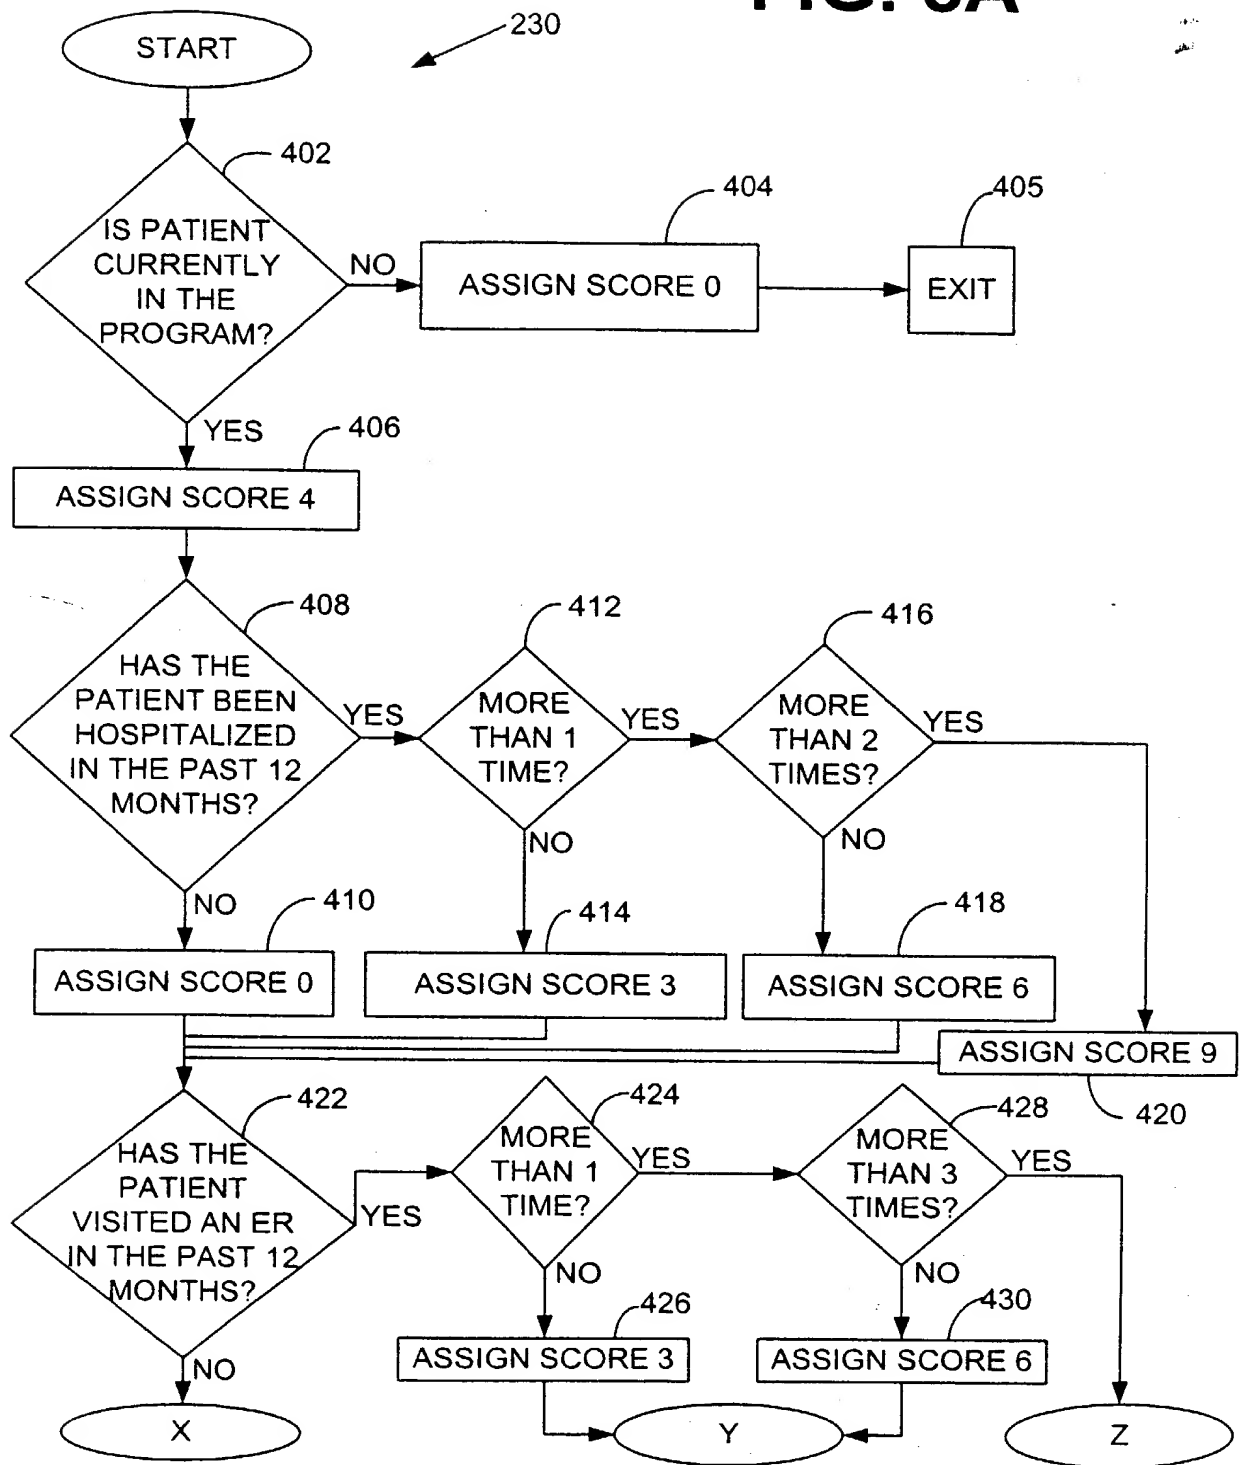 START
230
402
IS PATIENT
CURRENTLY
IN THE
PROGRAM?
NO
404
ASSIGN SCORE 0
405
EXIT
YES
406
ASSIGN SCORE 4
408
HAS THE
PATIENT BEEN
HOSPITALIZED
IN THE PAST 12
MONTHS?
YES
412
MORE
THAN 1
TIME?
YES
416
MORE
THAN 2
TIMES?
YES
NO
NO
NO
410
ASSIGN SCORE 0
414
ASSIGN SCORE 3
418
ASSIGN SCORE 6
ASSIGN SCORE 9
420
422
HAS THE
PATIENT
VISITED AN ER
IN THE PAST 12
MONTHS?
YES
424
MORE
THAN 1
TIME?
YES
428
MORE
THAN 3
TIMES?
YES
NO
NO
426
ASSIGN SCORE 3
430
ASSIGN SCORE 6
NO
X
Y
Z